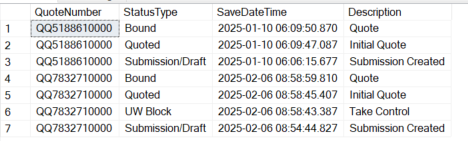 QuoteNumber StatusType SaveDateTime Description
1 QQ5188610000 Bound 2025-01-10 06:09:50.870 Quote
2 QQ5188610000 Quoted 2025-01-10 06:09:47.087 Initial Quote
3 QQ5188610000 Submission/Draft 2025-01-10 06:06:15.677 Submission Created
4 QQ7832710000 Bound 2025-02-06 08:58:59.810 Quote
5 QQ7832710000 Quoted 2025-02-06 08:58:45.407 Initial Quote
6 QQ7832710000 UW Block 2025-02-06 08:58:43.387 Take Control
7 QQ7832710000 Submission/Draft 2025-02-06 08:54:44.827 Submission Created